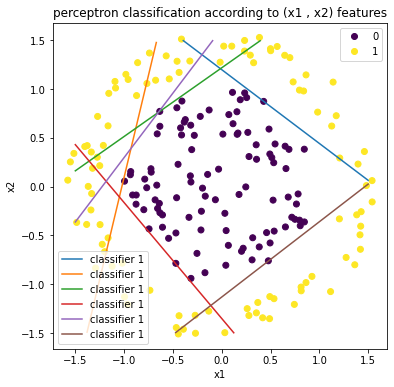 perceptron classification according to (x1 , x2) features
0
1
1.5
1.0
0.5
0.0
−0.5
−1.0
−1.5
x2
classifier 1
classifier 1
classifier 1
classifier 1
classifier 1
classifier 1
−1.5 −1.0 −0.5 0.0 0.5 1.0 1.5
x1